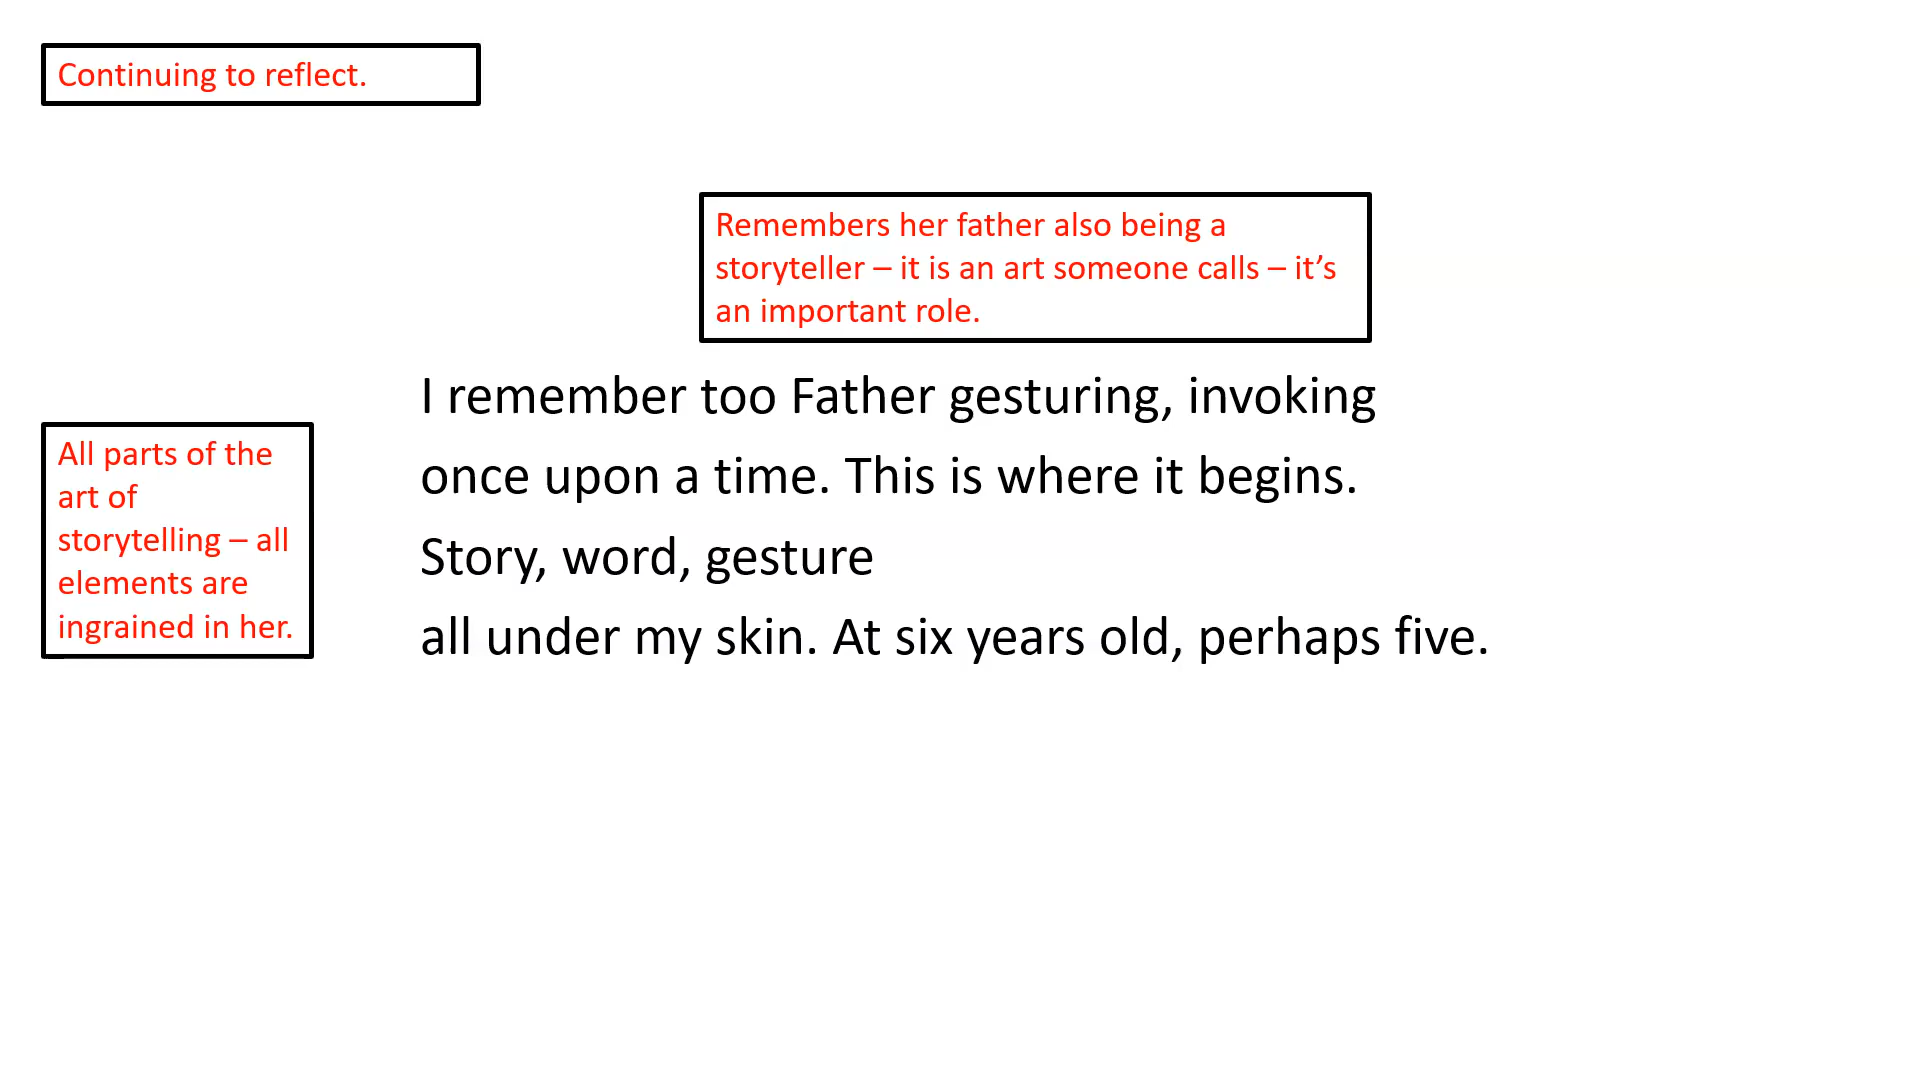 Continuing to reflect.
Remembers her father also being a
storyteller – it is an art someone calls – it’s
an important role.
I remember too Father gesturing, invoking
once upon a time. This is where it begins.
Story, word, gesture
all under my skin. At six years old, perhaps five.
All parts of the
art of
storytelling – all
elements are
ingrained in her.